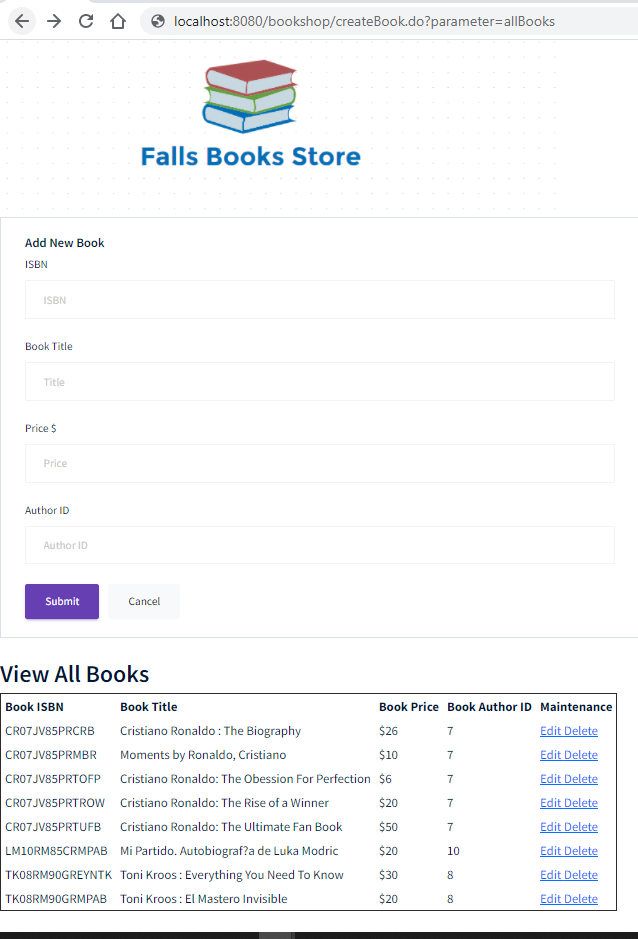 localhost:8080/bookshop/createBook.do?parameter=allBooks
Falls Books Store
Add New Book
ISBN
ISBN
Book Title
Title
Price $
Price
Author ID
Author ID
Submit Cancel
View All Books
Book ISBN Book Title Book Price Book Author ID Maintenance
CR07JV85PRCRB Cristiano Ronaldo : The Biography $26 7 Edit Delete
CR07JV85PRMBR Moments by Ronaldo, Cristiano $10 7 Edit Delete
CR07JV85PRTOFP Cristiano Ronaldo: The Obession For Perfection $6 7 Edit Delete
CR07JV85PRTROW Cristiano Ronaldo: The Rise of a Winner $20 7 Edit Delete
CR07JV85PRTUFB Cristiano Ronaldo: The Ultimate Fan Book $50 7 Edit Delete
LM10RM85CRMPAB Mi Partido. Autobiograf?a de Luka Modric $20 10 Edit Delete
TK08RM90GREYNTK Toni Kroos : Everything You Need To Know $30 8 Edit Delete
TK08RM90GRMPAB Toni Kroos : El Mastero Invisible $20 8 Edit Delete